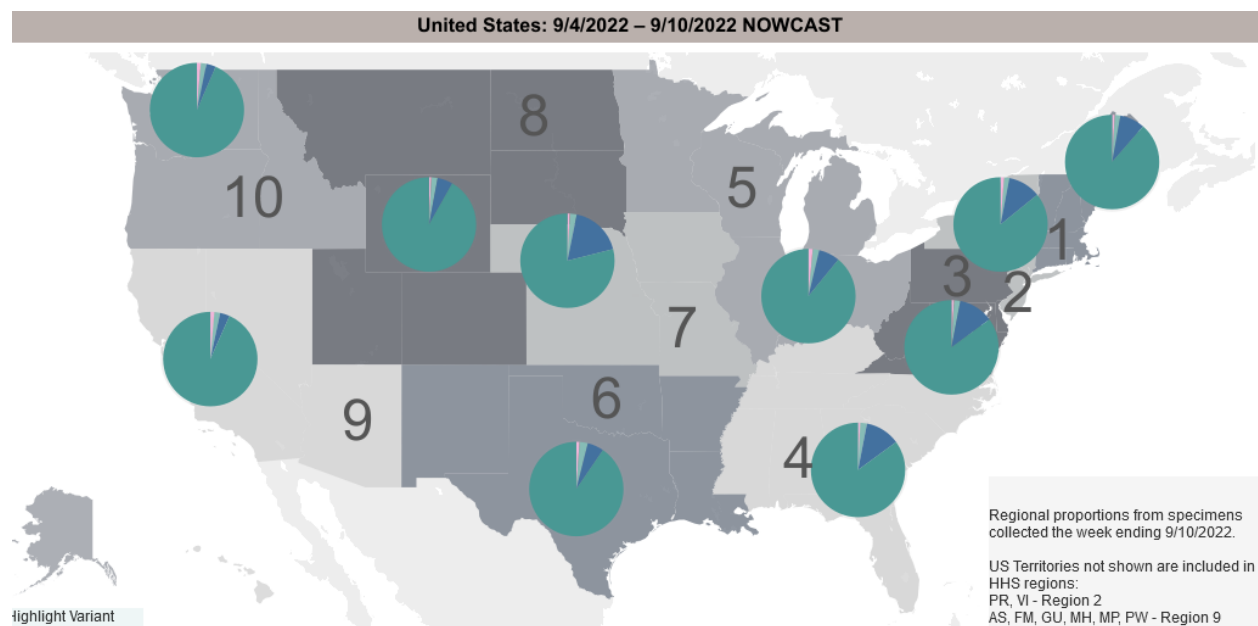 United States: 9/4/2022 – 9/10/2022 NOWCAST
8
10
5
1
3
2
7
6
9
4
Regional proportions from specimens
collected the week ending 9/10/2022.
US Territories not shown are included in
HHS regions:
PR, VI - Region 2
AS, FM, GU, MH, MP, PW - Region 9
Highlight Variant